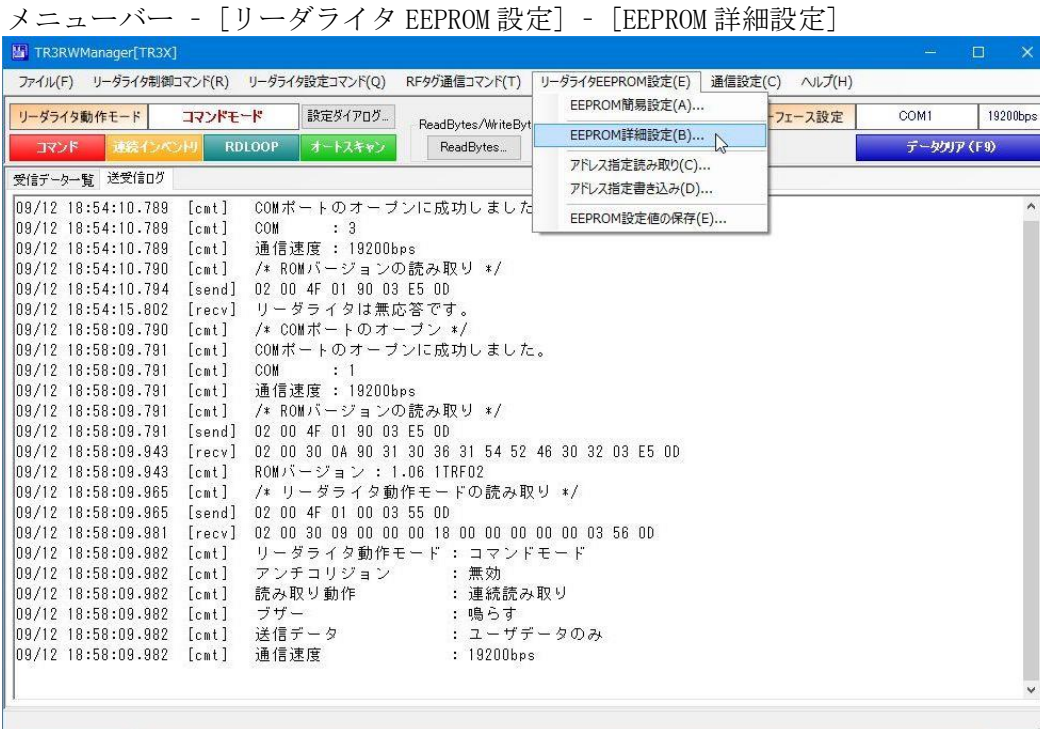 メニューバー － [リーダライタ EEPROM 設定] － [EEPROM 詳細設定]
TR3RWManager[TR3X]
ファイル(F) リーダライタ制御コマンド(R) リーダライタ設定コマンド(Q) RFタグ通信コマンド(T) リーダライタEEPROM設定(E) 通信設定(C) ヘルプ(H)
リーダライタ動作モード コマンドモード 設定ダイアログ... ReadBytes/WriteByt ーフェース設定 COM1 19200bps
コマンド 連続インベントリ RDLOOP オートスキャン ReadBytes... データクリア(F9)
EEPROM簡易設定(A)...
EEPROM詳細設定(B)...
アドレス指定読み取り(C)...
アドレス指定書き込み(D)...
EEPROM設定値の保存(E)...
受信データ一覧 送受信ログ
09/12 18:54:10.789 [cmt] COMポートのオープンに成功しました
09/12 18:54:10.789 [cmt] COM : 3
09/12 18:54:10.789 [cmt] 通信速度 : 19200bps
09/12 18:54:10.790 [cmt] /* ROMバージョンの読み取り */
09/12 18:54:10.794 [send] 02 00 4F 01 90 03 E5 0D
09/12 18:54:15.802 [recv] リーダライタは無応答です。
09/12 18:58:09.790 [cmt] /* COMポートのオープン */
09/12 18:58:09.791 [cmt] COMポートのオープンに成功しました。
09/12 18:58:09.791 [cmt] COM : 1
09/12 18:58:09.791 [cmt] 通信速度 : 19200bps
09/12 18:58:09.791 [cmt] /* ROMバージョンの読み取り */
09/12 18:58:09.791 [send] 02 00 4F 01 90 03 E5 0D
09/12 18:58:09.943 [recv] 02 00 30 0A 90 31 30 36 31 54 52 46 30 32 03 E5 0D
09/12 18:58:09.943 [cmt] ROMバージョン : 1.06 1TRF02
09/12 18:58:09.965 [cmt] /* リーダライタ動作モードの読み取り */
09/12 18:58:09.965 [send] 02 00 4F 01 00 03 55 0D
09/12 18:58:09.981 [recv] 02 00 30 09 00 00 00 18 00 00 00 00 00 03 56 0D
09/12 18:58:09.982 [cmt] リーダライタ動作モード : コマンドモード
09/12 18:58:09.982 [cmt] アンチコリジョン : 無効
09/12 18:58:09.982 [cmt] 読み取り動作 : 連続読み取り
09/12 18:58:09.982 [cmt] ブザー : 鳴らす
09/12 18:58:09.982 [cmt] 送信データ : ユーザデータのみ
09/12 18:58:09.982 [cmt] 通信速度 : 19200bps